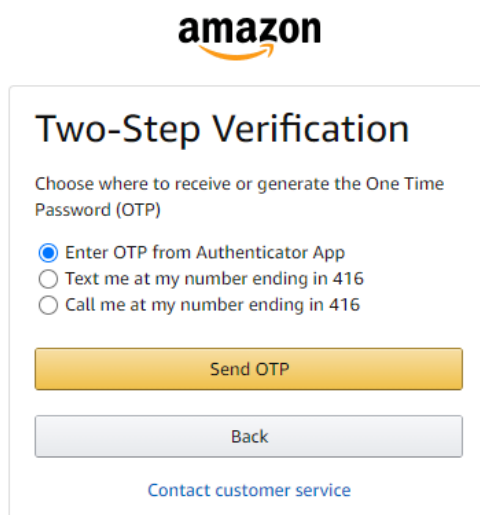 amazon
Two-Step Verification
Choose where to receive or generate the One Time
Password (OTP)
Enter OTP from Authenticator App
Text me at my number ending in 416
Call me at my number ending in 416
Send OTP
Back
Contact customer service